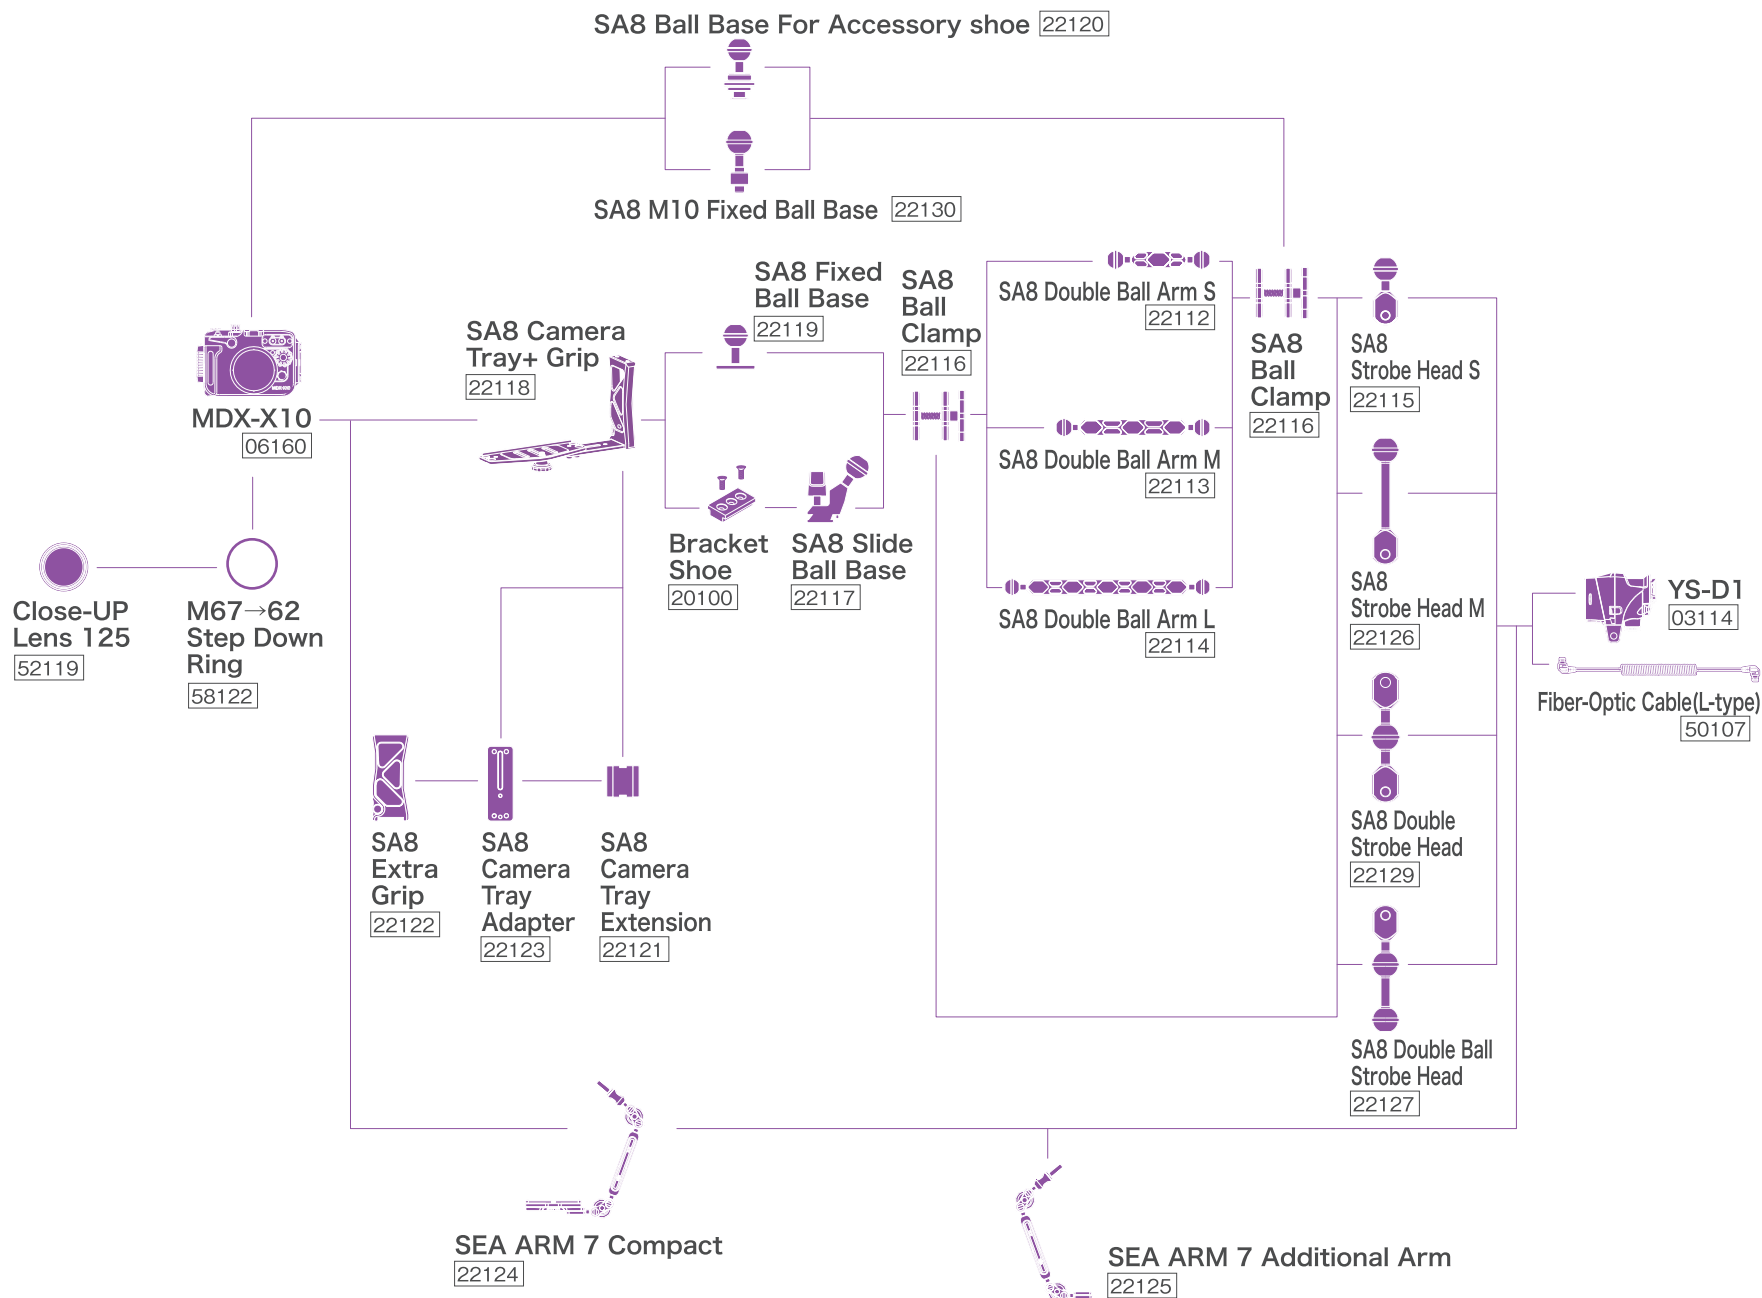 SA8 Ball Base For Accessory shoe 22120
SA8 M10 Fixed Ball Base 22130
SA8 Fixed
Ball Base
22119
SA8
Ball
Clamp
22116
SA8 Double Ball Arm S
22112
SA8 Camera
Tray+ Grip
22118
MDX-X10
06160
SA8
Ball
Clamp
22116
SA8
Strobe Head S
22115
SA8 Double Ball Arm M
22113
Bracket
Shoe
20100
SA8 Slide
Ball Base
22117
SA8 Double Ball Arm L
22114
SA8
Strobe Head M
22126
YS-D1
03114
Fiber-Optic Cable(L-type)
50107
Close-UP
Lens 125
52119
M67→62
Step Down
Ring
58122
SA8
Extra
Grip
22122
SA8
Camera
Tray
Adapter
22123
SA8
Camera
Tray
Extension
22121
SA8 Double
Strobe Head
22129
SA8 Double Ball
Strobe Head
22127
SEA ARM 7 Compact
22124
SEA ARM 7 Additional Arm
22125